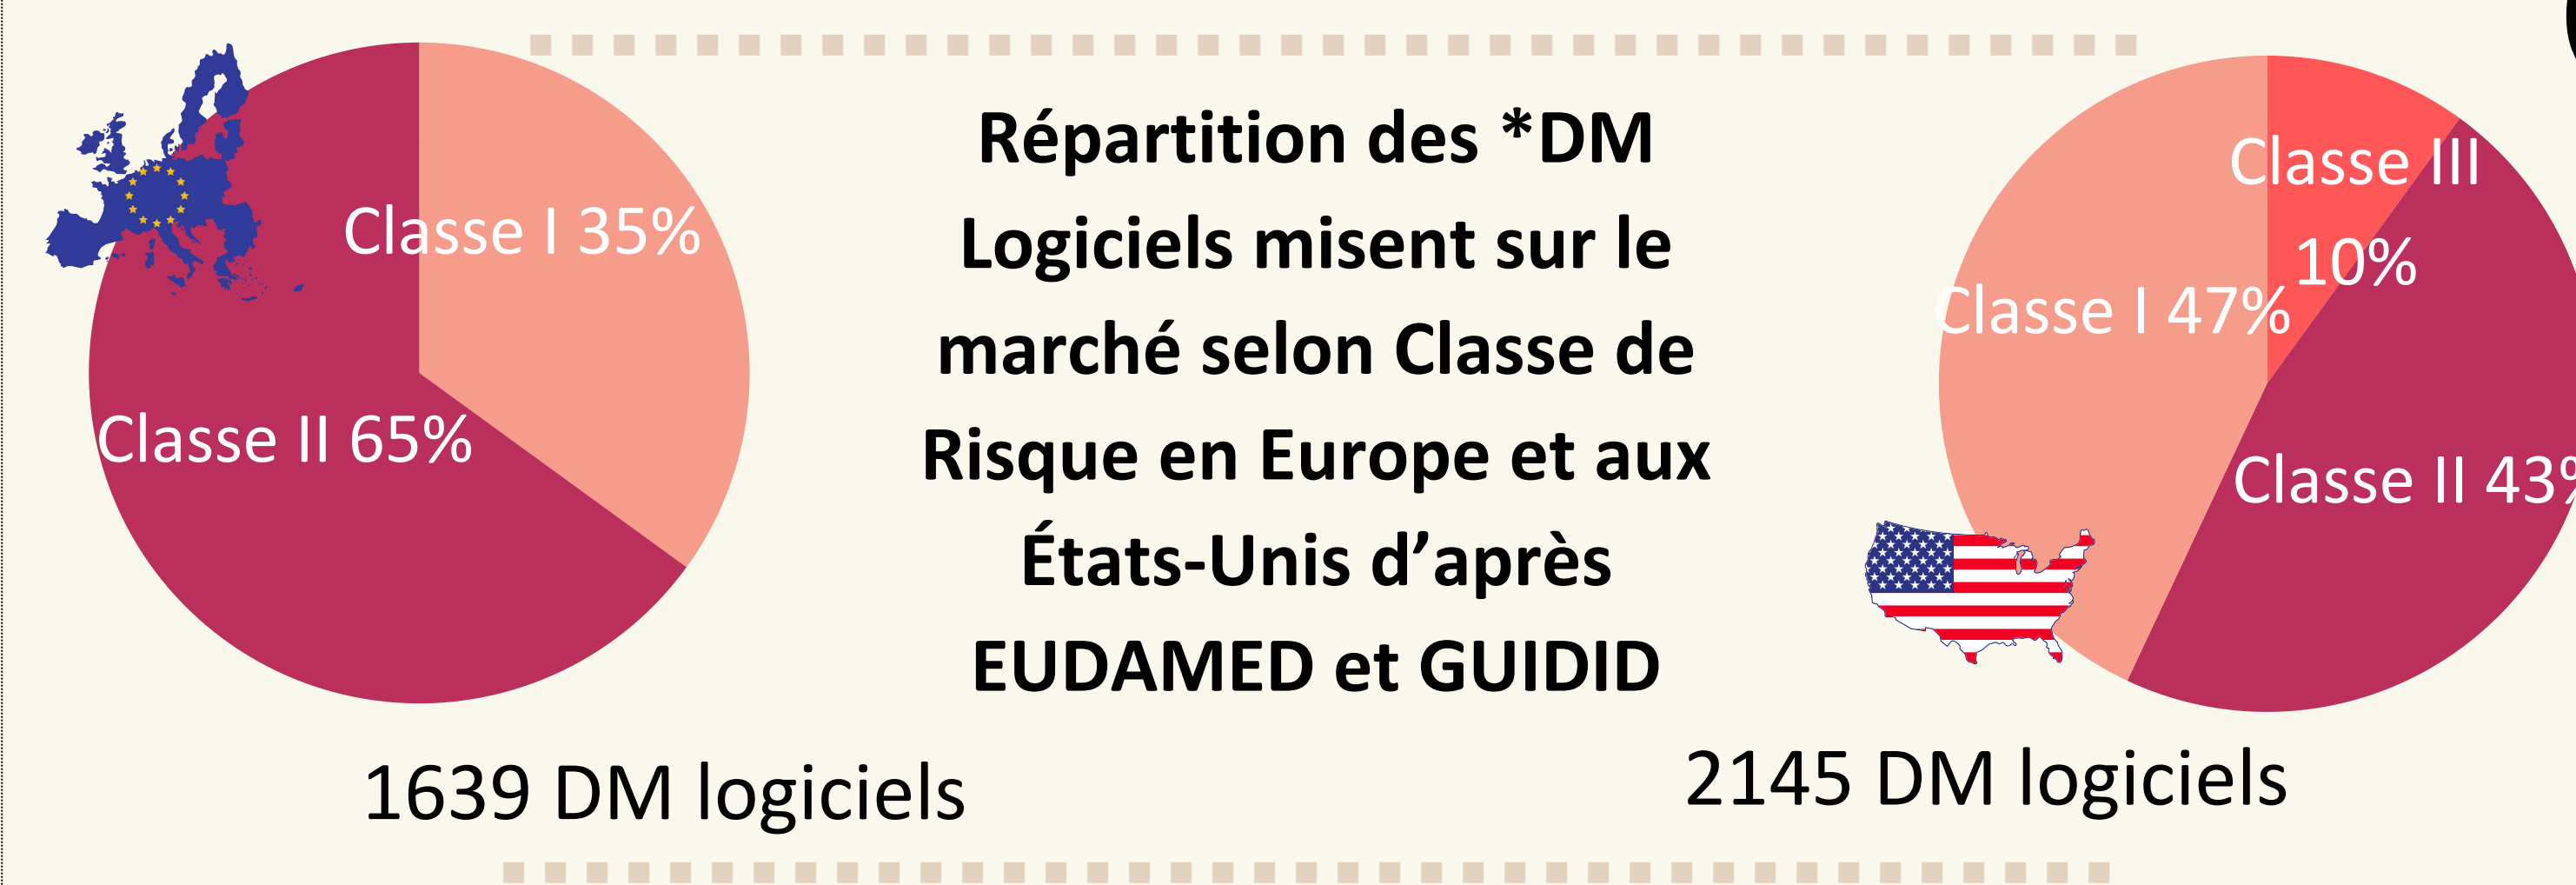 Classe I 35%
Classe II 65%
1639 DM logiciels
Répartition des *DM
Logiciels misent sur le
marché selon Classe de
Risque en Europe et aux
États-Unis d’après
EUDAMED et GUIDID
Classe III
10%
Classe I 47%
Classe II 43%
2145 DM logiciels